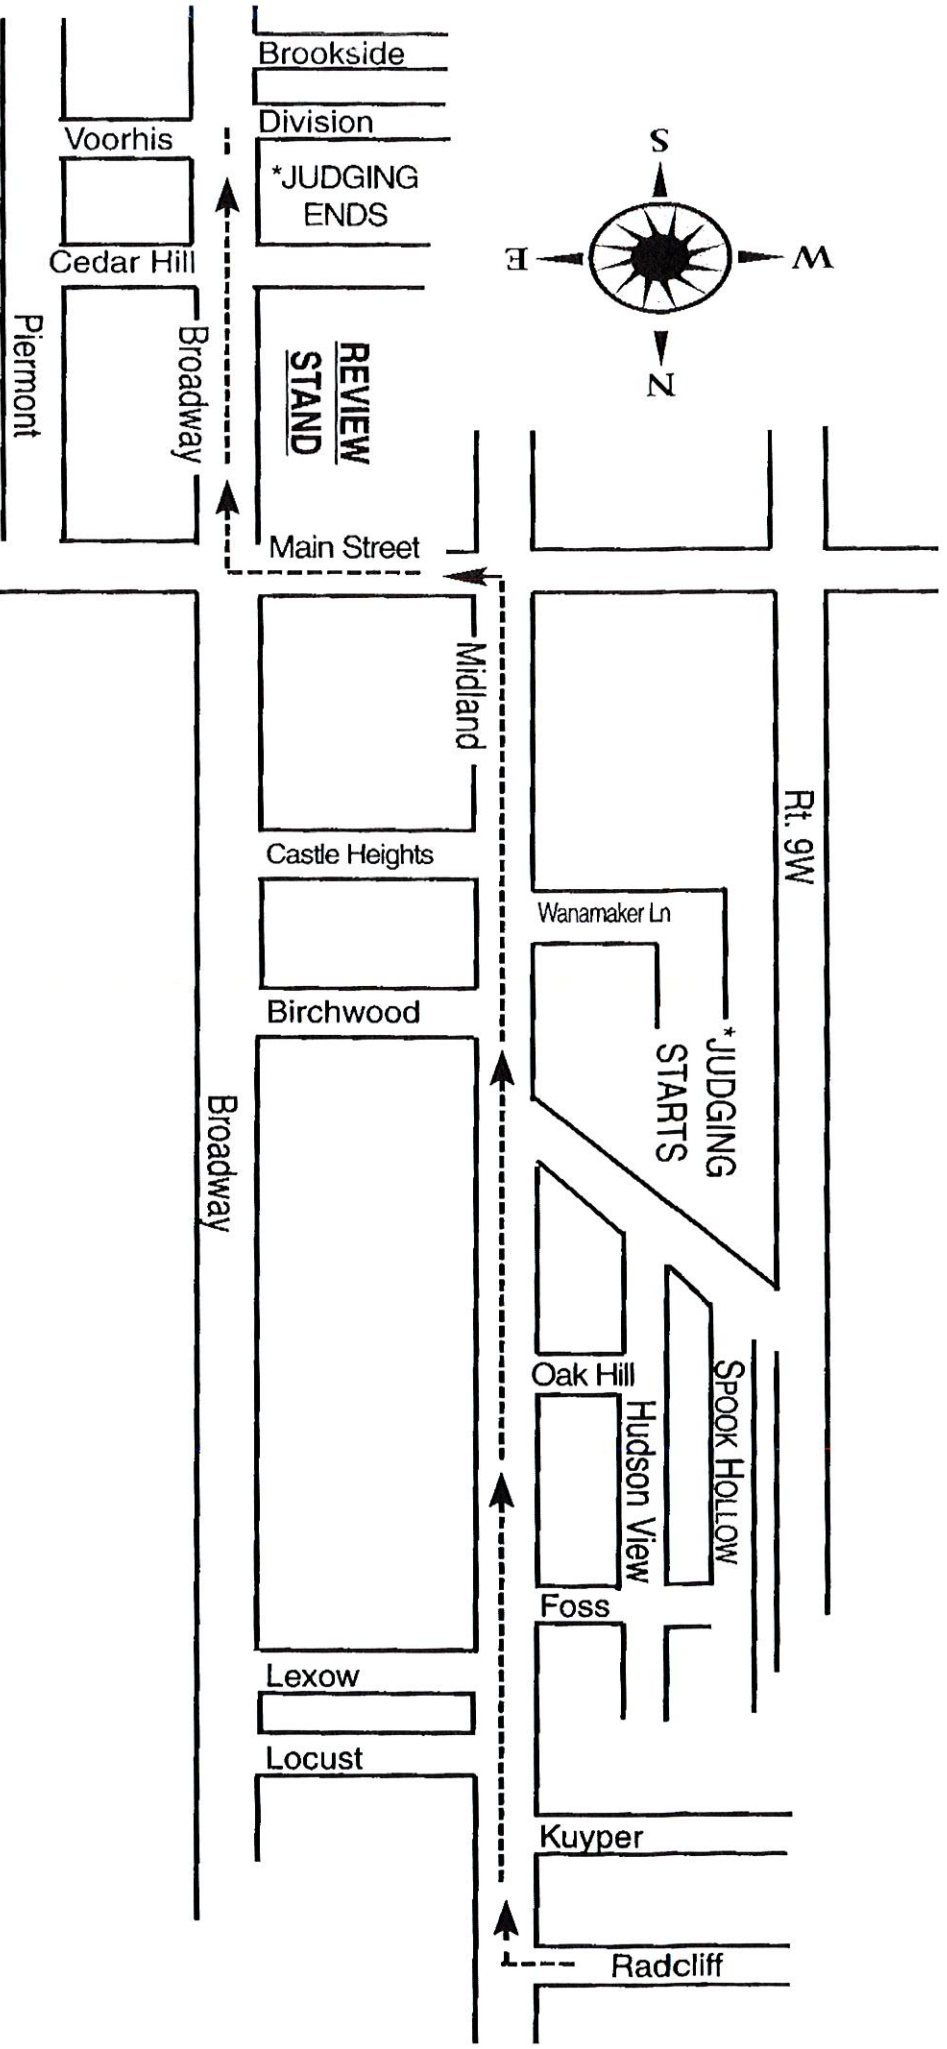 Brookside
Division
Voorhis
*JUDGING
ENDS
S
E
W
N
Cedar Hill
Piermont
Broadway
REVIEW
STAND
Main Street
Midland
Rt. 9W
Castle Heights
Wanamaker Ln
Birchwood
*JUDGING
STARTS
Broadway
Oak Hill
Hudson View
SPOOK HOLLOW
Foss
Lexow
Locust
Kuyper
Radcliff